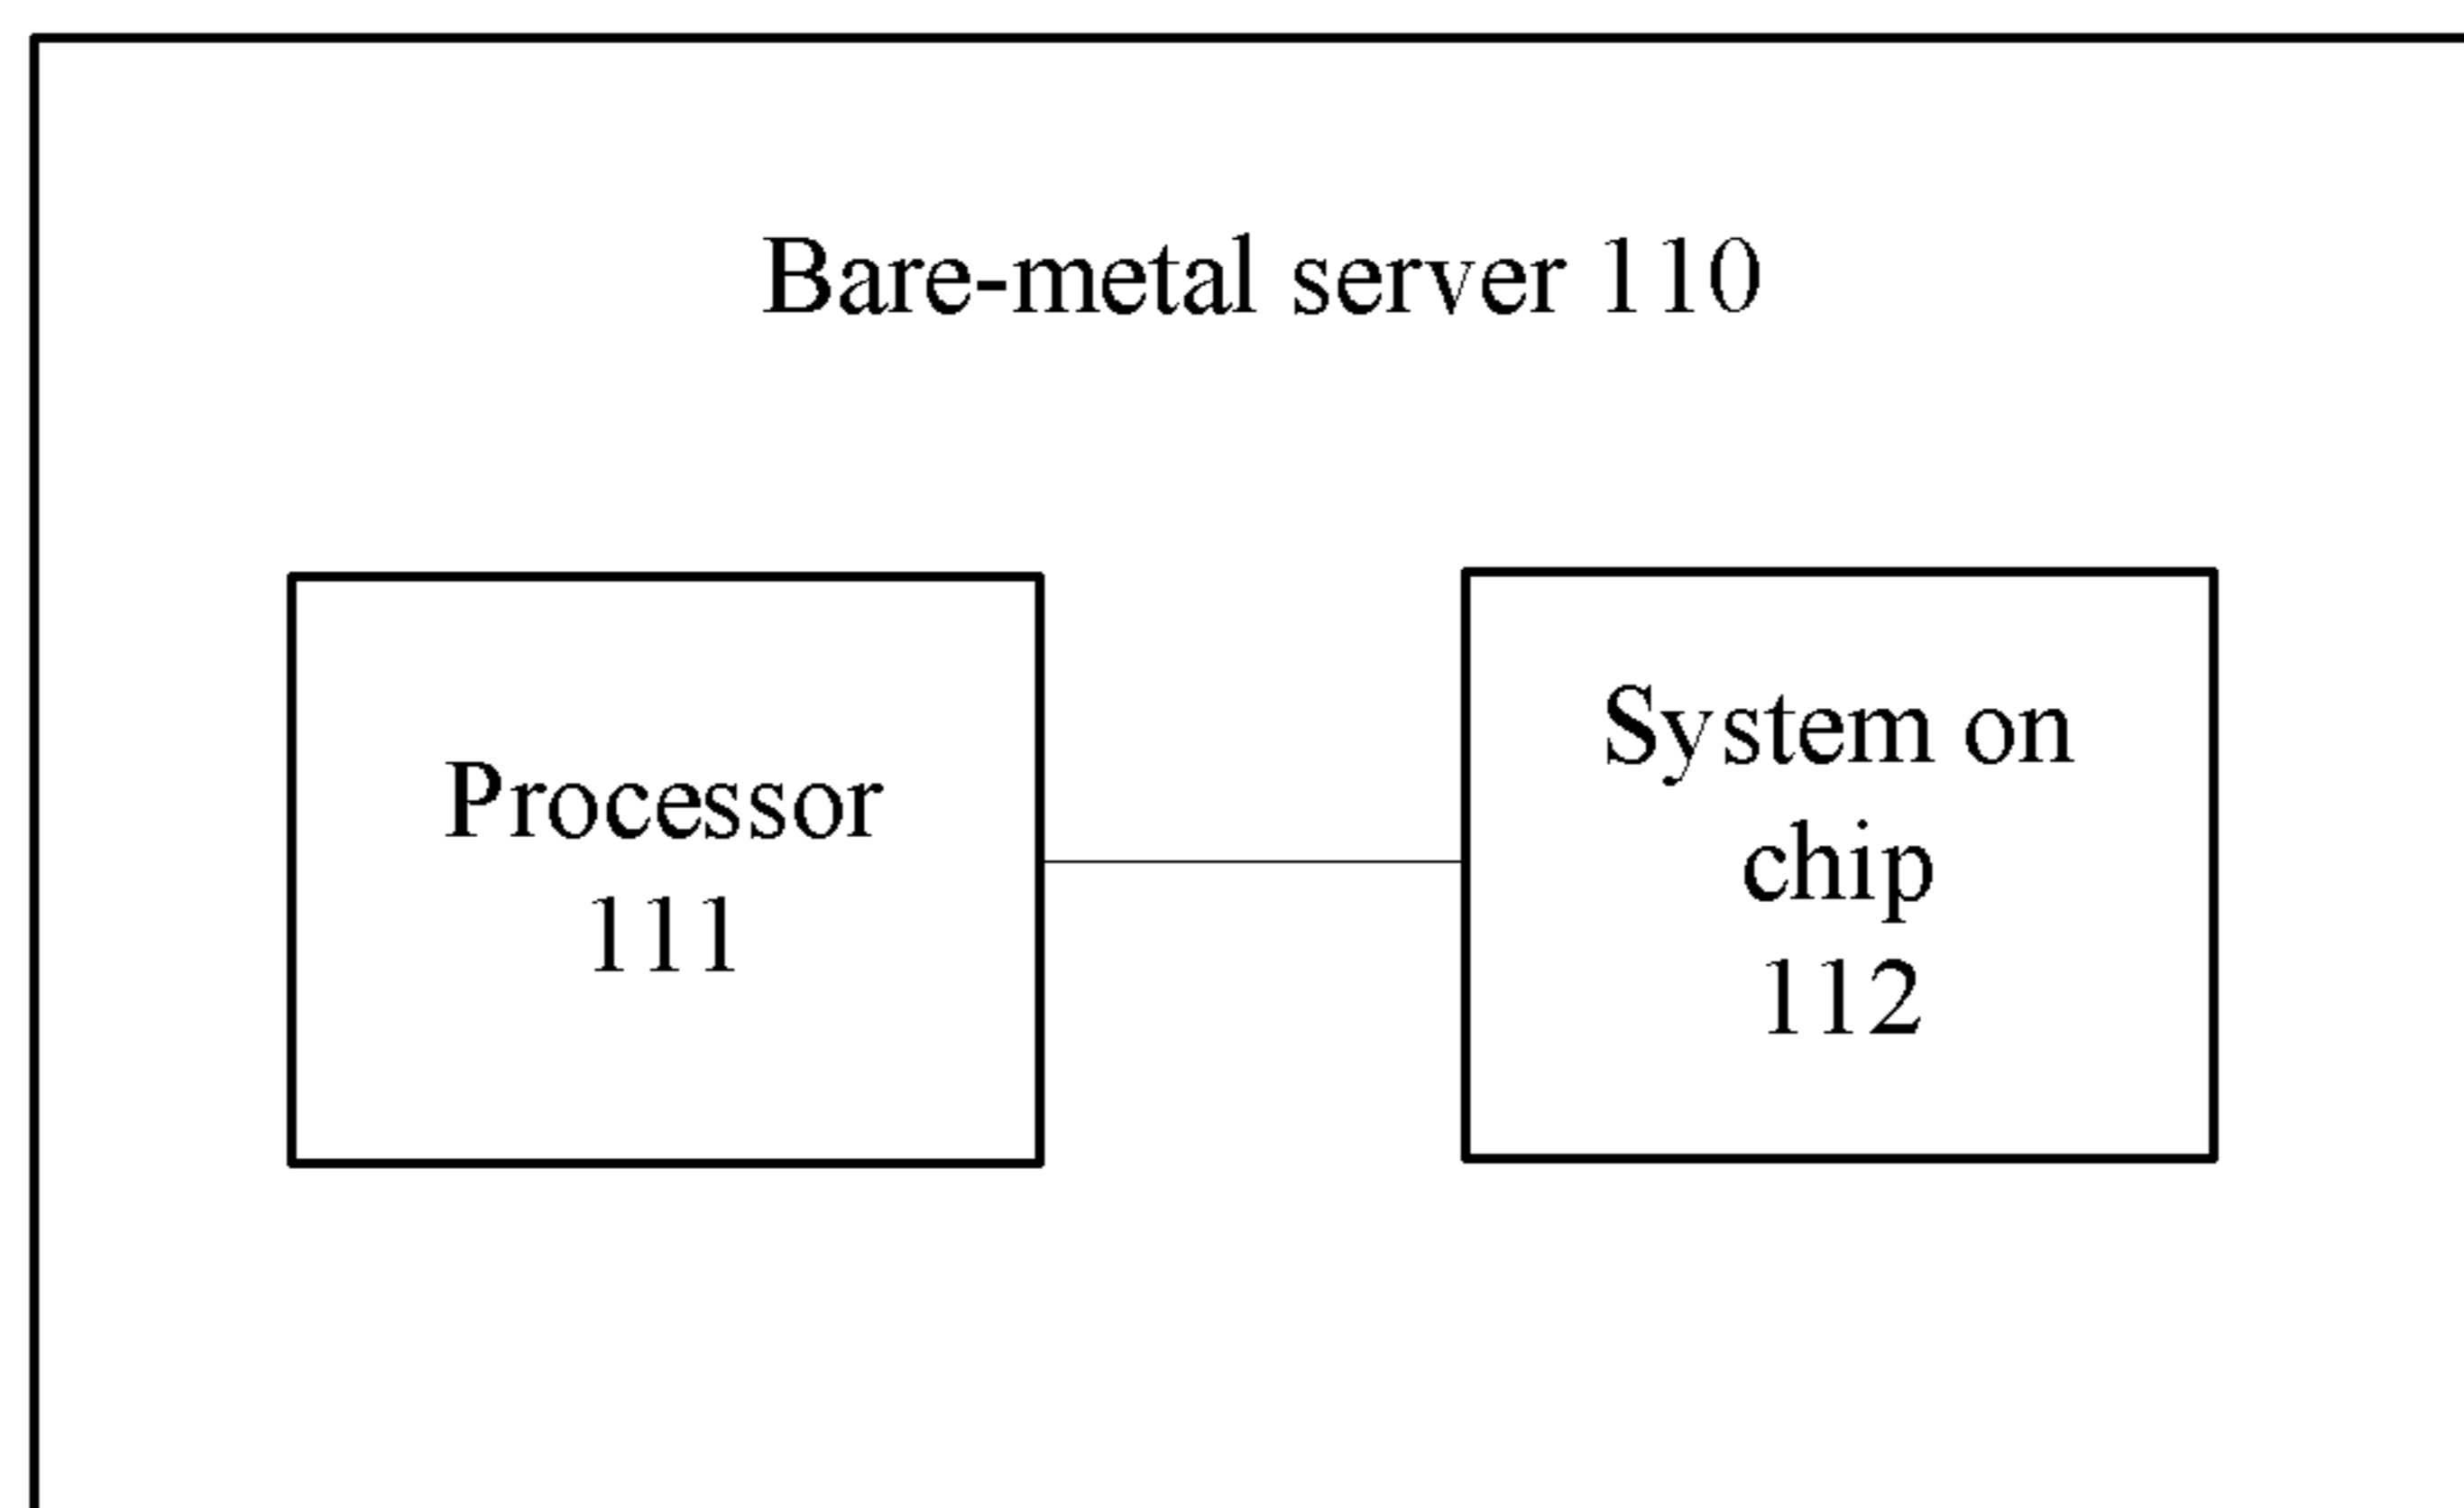 Bare-metal server 110
Processor
111
System on
chip
112